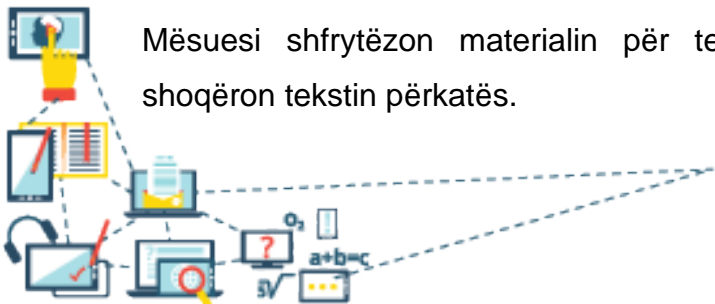 Mësuesi shfrytëzon materialin për te
shoqëron tekstin përkatës.
O₂
?
a+b=c